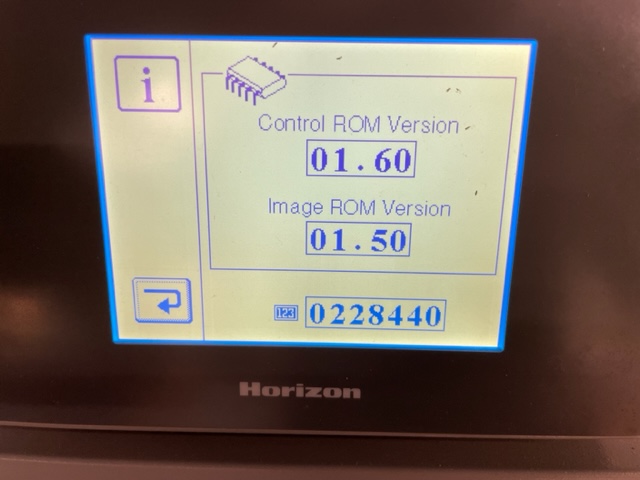 i
Control ROM Version
01.60
Image ROM Version
01.50
123 0228440
Horizon